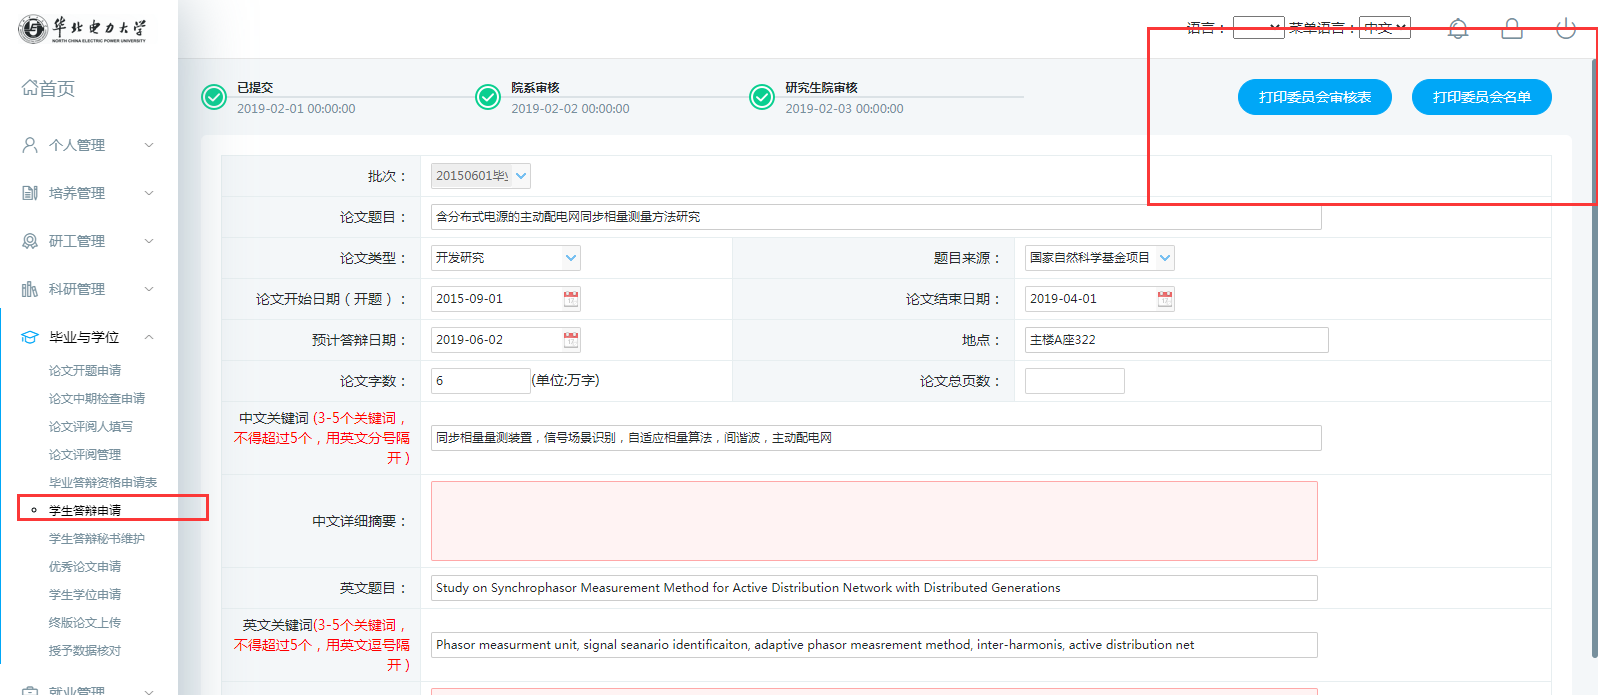 华北电力大学
NORTH CHINA ELECTRIC POWER UNIVERSITY
语言：
菜单语言：
中文
首页
个人管理
培养管理
研工管理
科研管理
毕业与学位
论文开题申请
论文中期检查申请
论文评阅人填写
论文评阅管理
毕业答辩资格申请表
学生答辩申请
学生答辩秘书维护
优秀论文申请
学生学位申请
终版论文上传
授予数据核对
就业管理
已提交
2019-02-01 00:00:00
院系审核
2019-02-02 00:00:00
研究生院审核
2019-02-03 00:00:00
打印委员会审核表
打印委员会名单
批次：
20150601毕
论文题目：
含分布式电源的主动配电网同步相量测量方法研究
论文类型：
开发研究
题目来源：
国家自然科学基金项目
论文开始日期（开题）：
2015-09-01
论文结束日期：
2019-04-01
预计答辩日期：
2019-06-02
地点：
主楼A座322
论文字数：
6
(单位:万字)
论文总页数：
中文关键词 (3-5个关键词，
不得超过5个，用英文分号隔
开)
同步相量量测装置，信号场景识别，自适应相量算法，间谐波，主动配电网
中文详细摘要：
英文题目：
Study on Synchrophasor Measurement Method for Active Distribution Network with Distributed Generations
英文关键词(3-5个关键词，
不得超过5个，用英文逗号隔
开)
Phasor measurment unit, signal seanario identificaiton, adaptive phasor measrement method, inter-harmonis, active distribution net